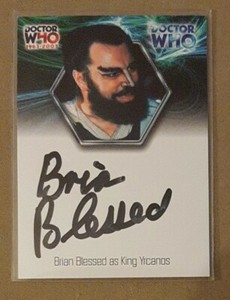 DOCTOR WHO
1963-2003
DOCTOR WHO
Brian
Blessed
Brian Blessed as King Yrcanos